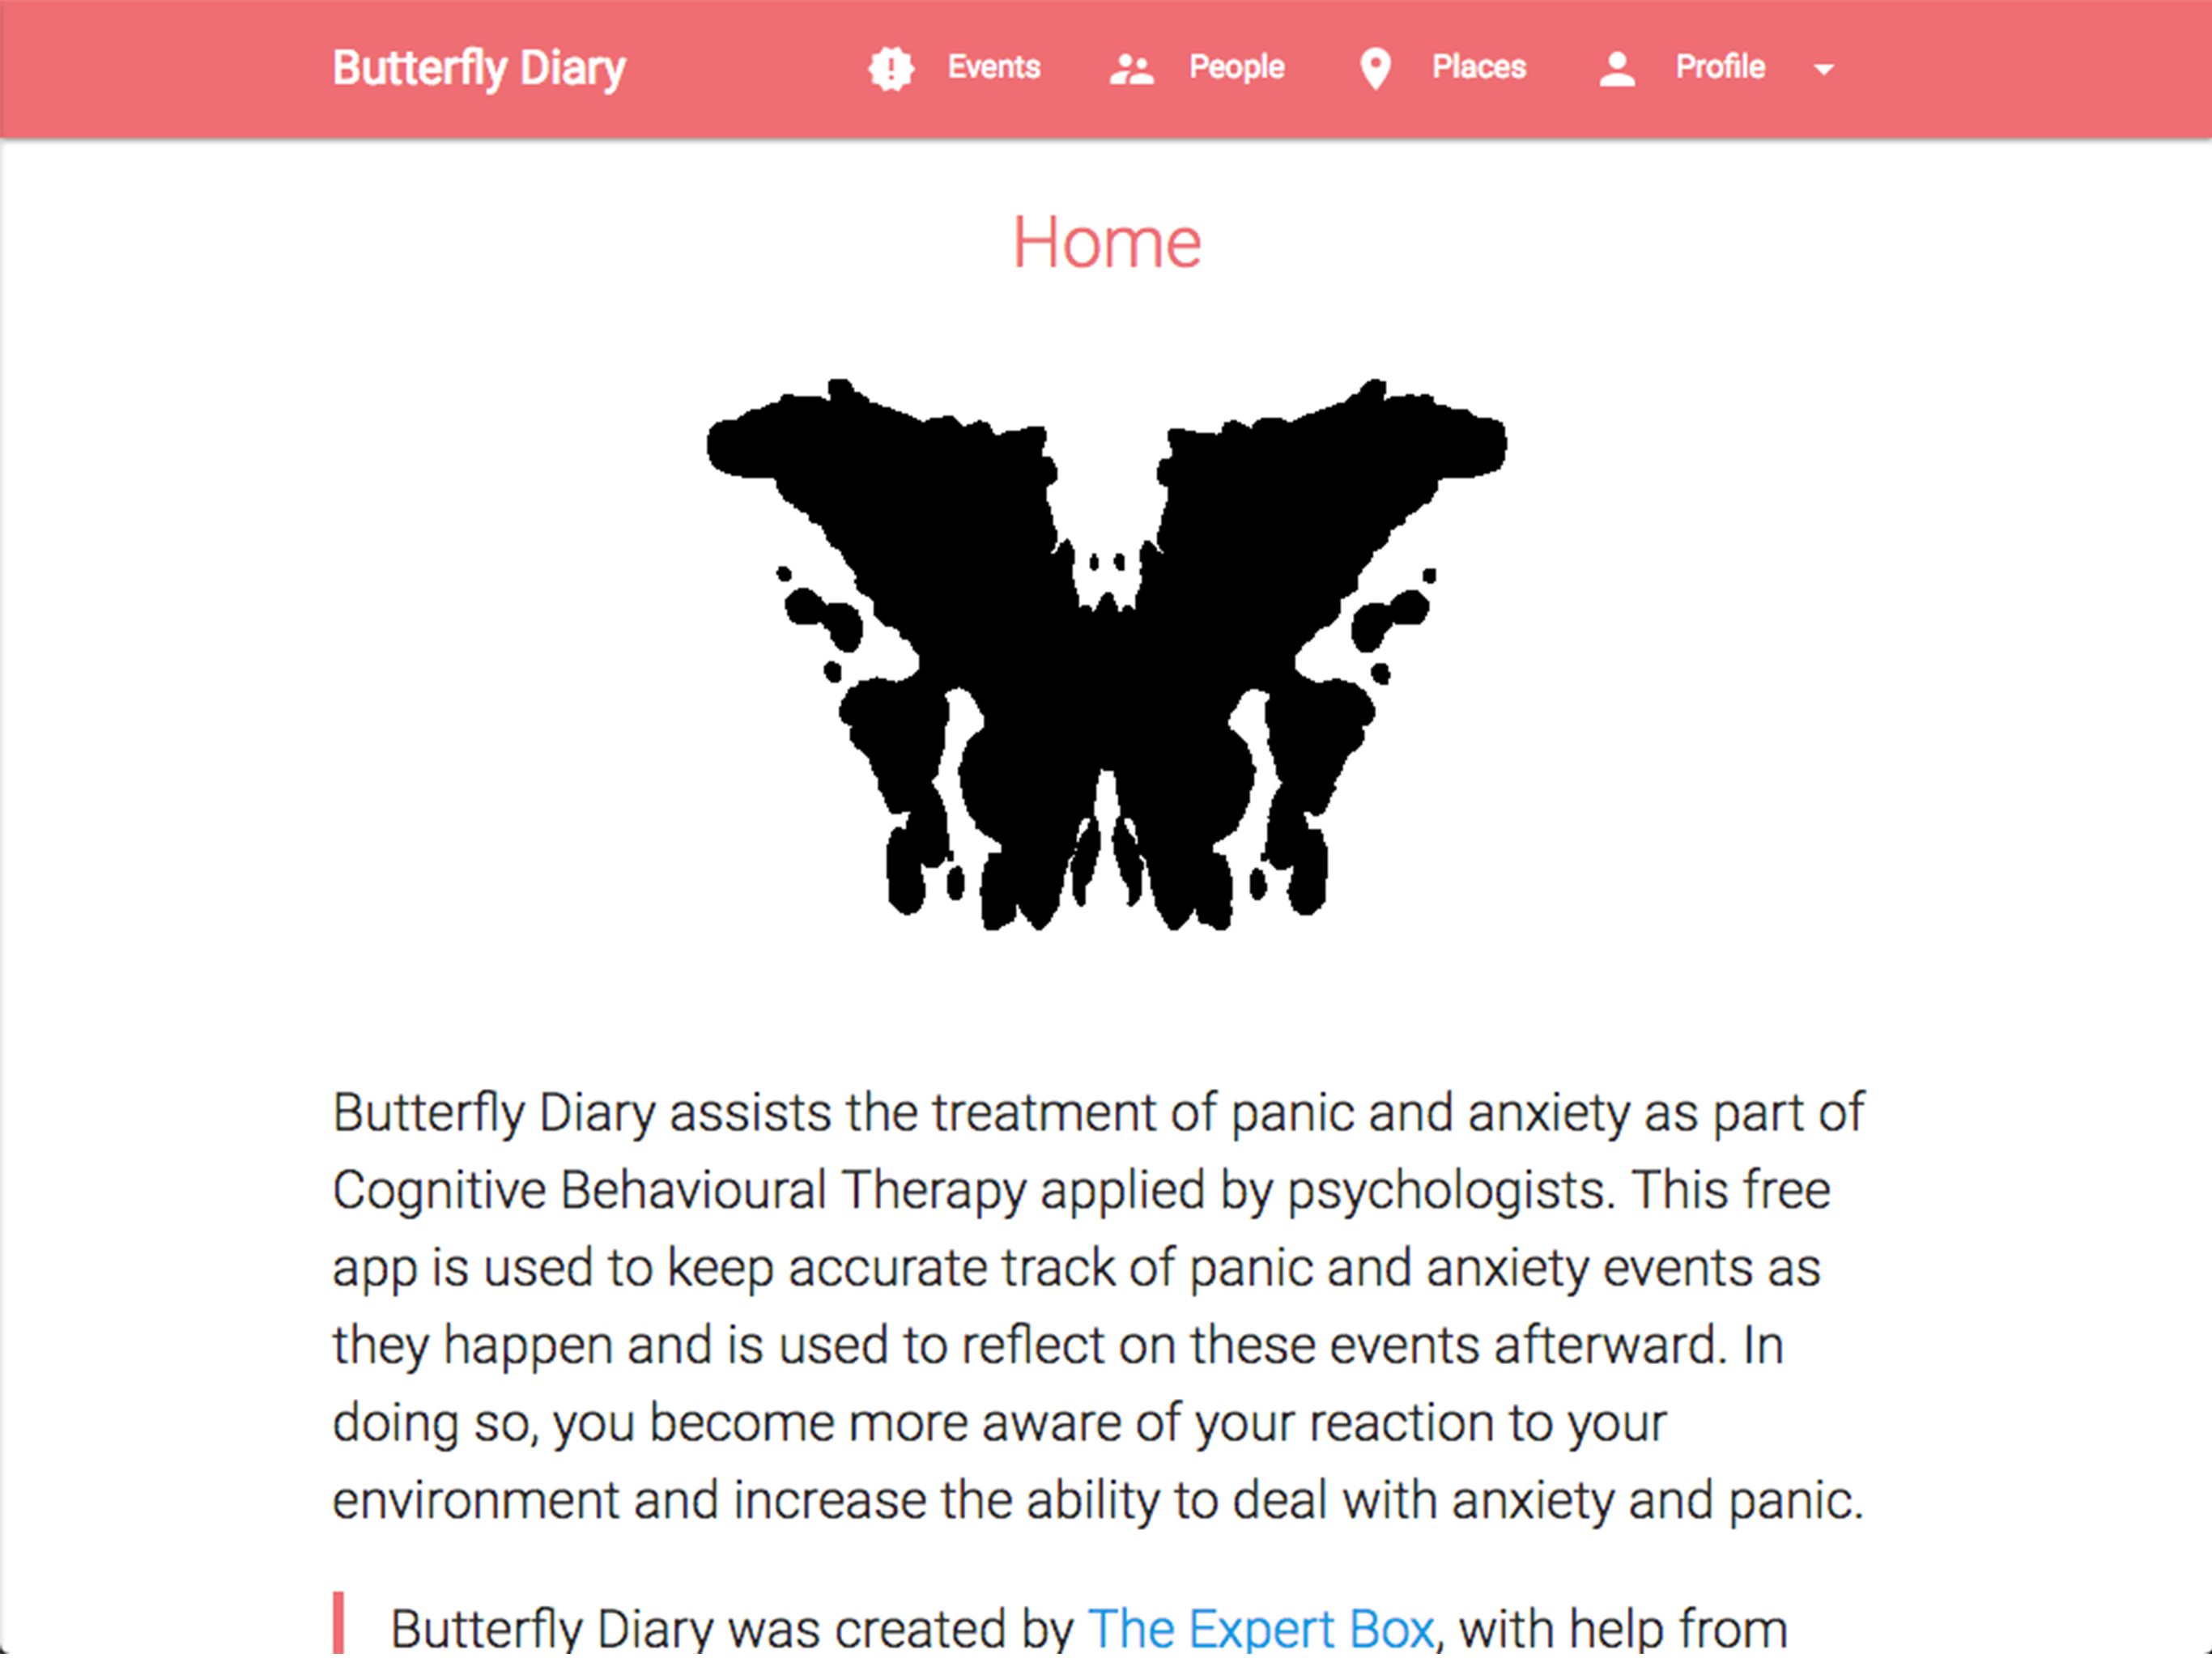 Butterfly Diary Events People Places Profile
Home
Butterfly Diary assists the treatment of panic and anxiety as part of
Cognitive Behavioural Therapy applied by psychologists. This free
app is used to keep accurate track of panic and anxiety events as
they happen and is used to reflect on these events afterward. In
doing so, you become more aware of your reaction to your
environment and increase the ability to deal with anxiety and panic.
Butterfly Diary was created by The Expert Box, with help from